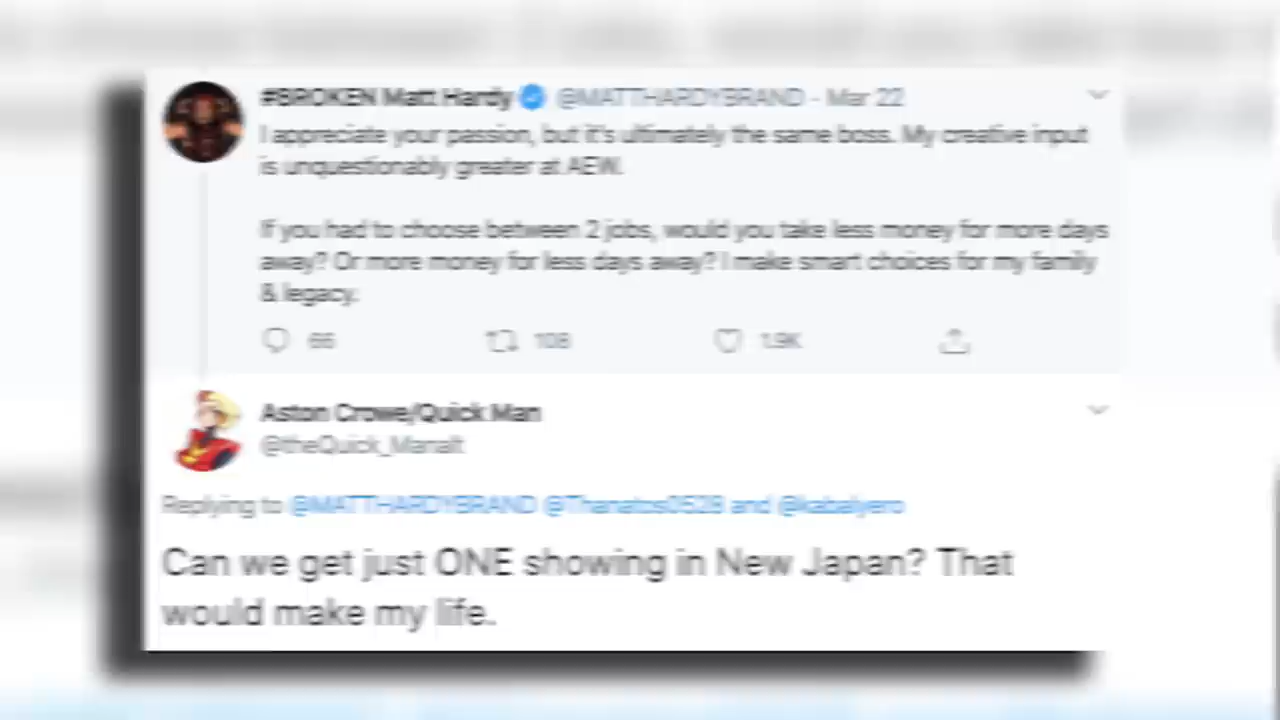 #BROKEN Matt Hardy @MATTHARDYBRAND · Mar 22
I appreciate your passion, but it's ultimately the same boss. My creative input
is unquestionably greater at AEW.
If you had to choose between 2 jobs, would you take less money for more days
away? Or more money for less days away? I make smart choices for my family
& legacy.
66 108 1.9K
Aston Crowe/Quick Man
@theQuick_Manalt
Replying to @MATTHARDYBRAND @Thanatos0528 and @kabalyero
Can we get just ONE showing in New Japan? That
would make my life.